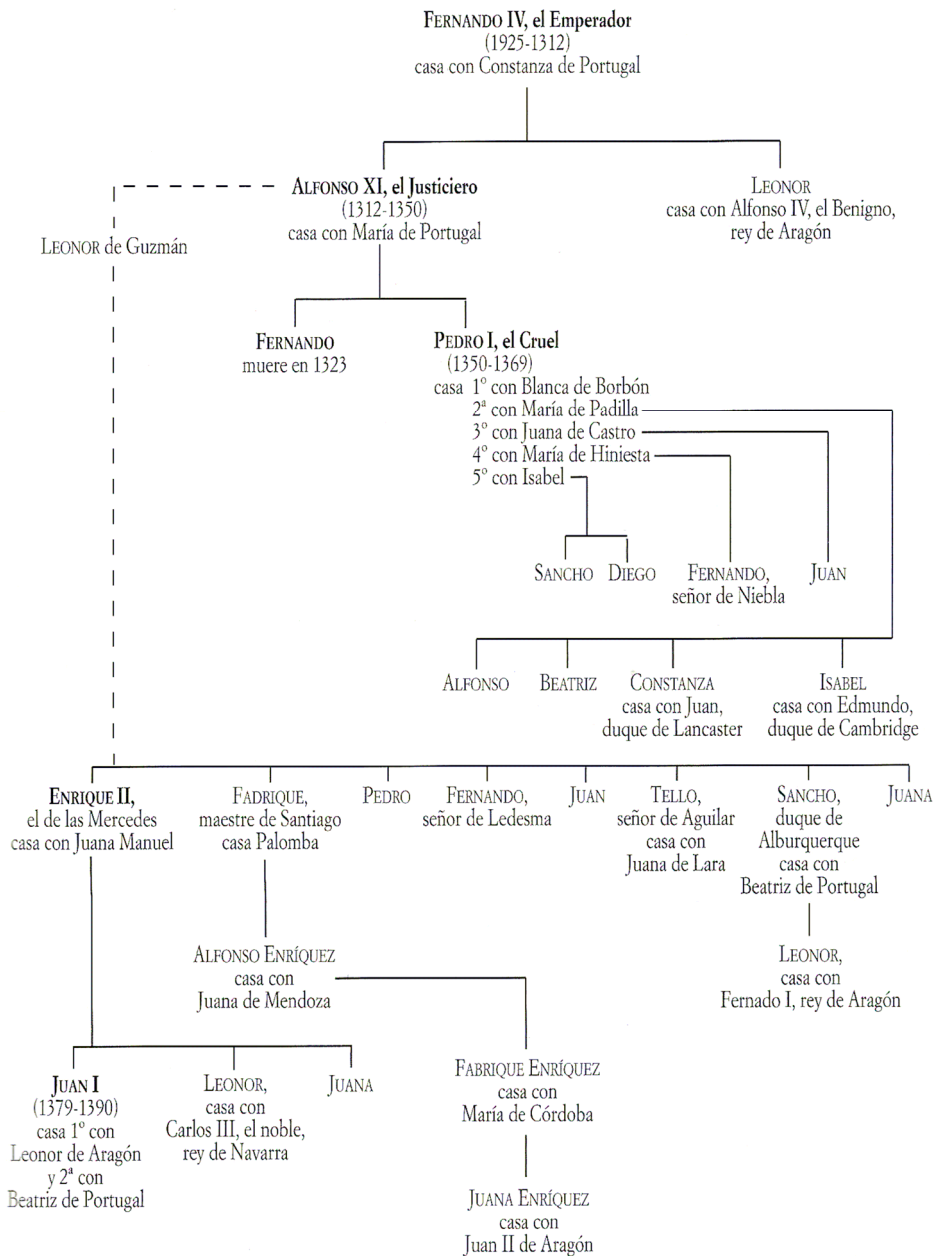 FERNANDO IV, el Emperador
(1925-1312)
casa con Constanza de Portugal
ALFONSO XI, el Justiciero
(1312-1350)
casa con María de Portugal
LEONOR
casa con Alfonso IV, el Benigno,
rey de Aragón
LEONOR de Guzmán
FERNANDO
muere en 1323
PEDRO I, el Cruel
(1350-1369)
casa 1º con Blanca de Borbón
2ª con María de Padilla
3º con Juana de Castro
4º con María de Hiniesta
5º con Isabel
SANCHO
DIEGO
FERNANDO,
señor de Niebla
JUAN
ALFONSO
BEATRIZ
CONSTANZA
casa con Juan,
duque de Lancaster
ISABEL
casa con Edmundo,
duque de Cambridge
ENRIQUE II,
el de las Mercedes
casa con Juana Manuel
FADRIQUE,
maestre de Santiago
casa Palomba
PEDRO
FERNANDO,
señor de Ledesma
JUAN
TELLO,
señor de Aguilar
casa con
Juana de Lara
SANCHO,
duque de
Alburquerque
casa con
Beatriz de Portugal
JUANA
ALFONSO ENRÍQUEZ
casa con
Juana de Mendoza
LEONOR,
casa con
Fernado I, rey de Aragón
JUAN I
(1379-1390)
casa 1º con
Leonor de Aragón
y 2ª con
Beatriz de Portugal
LEONOR,
casa con
Carlos III, el noble,
rey de Navarra
JUANA
FABRIQUE ENRÍQUEZ
casa con
María de Córdoba
JUANA ENRÍQUEZ
casa con
Juan II de Aragón